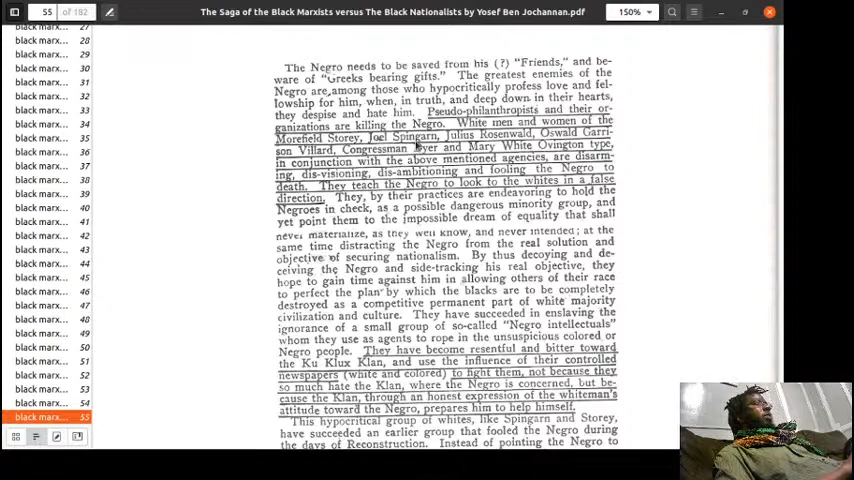 55 of 182
The Saga of the Black Marxists versus The Black Nationalists by Yosef Ben Jochannan.pdf
150%
27
black marx... 28
black marx... 29
black marx... 30
black marx... 31
black marx... 32
black marx... 33
black marx... 34
black marx... 35
black marx... 36
black marx... 37
black marx... 38
black marx... 39
black marx... 40
black marx... 41
black marx... 42
black marx... 43
black marx... 44
black marx... 45
black marx... 46
black marx... 47
black marx... 48
black marx... 49
black marx... 50
black marx... 51
black marx... 52
black marx... 53
black marx... 54
black marx... 55
The Negro needs to be saved from his (?) "Friends," and be-
ware of "Greeks bearing gifts." The greatest enemies of the
Negro are among those who hypocritically profess love and fel-
lowship for him, when, in truth, and deep down in their hearts,
they despise and hate him. Pseudo-philanthropists and their or-
ganizations are killing the Negro. White men and women of the
Morefield Storey, Joel Spingarn, Julius Rosenwald, Oswald Garri-
son Villard, Congressman Dyer and Mary White Ovington type,
in conjunction with the above mentioned agencies, are disarm-
ing, dis-visioning, dis-ambitioning and fooling the Negro to
death. They teach the Negro to look to the whites in a false
direction. They, by their practices are endeavoring to hold the
Negroes in check, as a possible dangerous minority group, and
yet point them to the impossible dream of equality that shall
never materialize, as they well know, and never intended; at the
same time distracting the Negro from the real solution and
objective of securing nationalism. By thus decoying and de-
ceiving the Negro and side-tracking his real objective, they
hope to gain time against him in allowing others of their race
to perfect the plan by which the blacks are to be completely
destroyed as a competitive permanent part of white majority
civilization and culture. They have succeeded in enslaving the
ignorance of a small group of so-called "Negro intellectuals"
whom they use as agents to rope in the unsuspicious colored or
Negro people. They have become resentful and bitter toward
the Ku Klux Klan, and use the influence of their controlled
newspapers (white and colored) to fight them, not because they
so much hate the Klan, where the Negro is concerned, but be-
cause the Klan, through an honest expression of the whiteman's
attitude toward the Negro, prepares him to help himself.
This hypocritical group of whites, like Spingarn and Storey,
have succeeded an earlier group that fooled the Negro during
the days of Reconstruction. Instead of pointing the Negro to